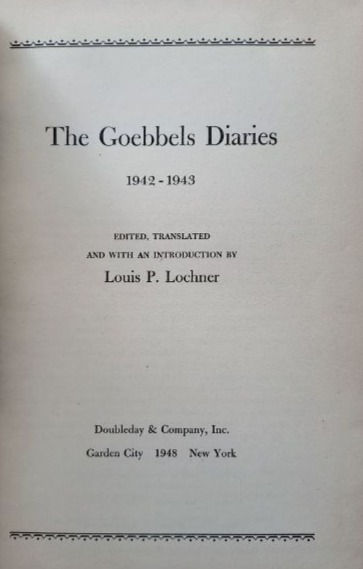 The Goebbels Diaries
1942-1943
EDITED, TRANSLATED
AND WITH AN INTRODUCTION BY
Louis P. Lochner
Doubleday & Company, Inc.
Garden City 1948 New York